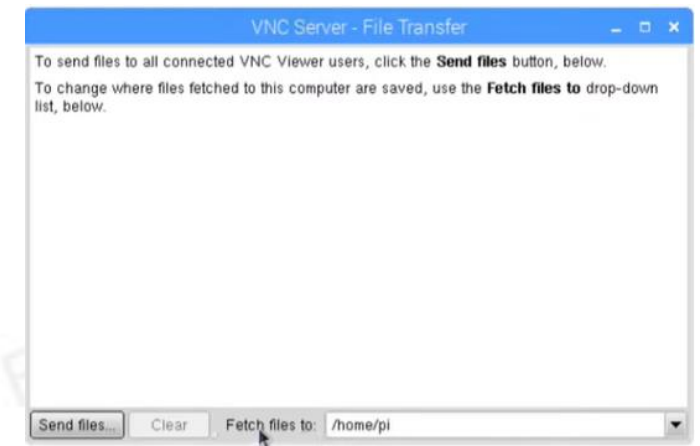 VNC Server - File Transfer
To send files to all connected VNC Viewer users, click the Send files button, below.
To change where files fetched to this computer are saved, use the Fetch files to drop-down
list, below.
Send files... Clear Fetch files to: /home/pi